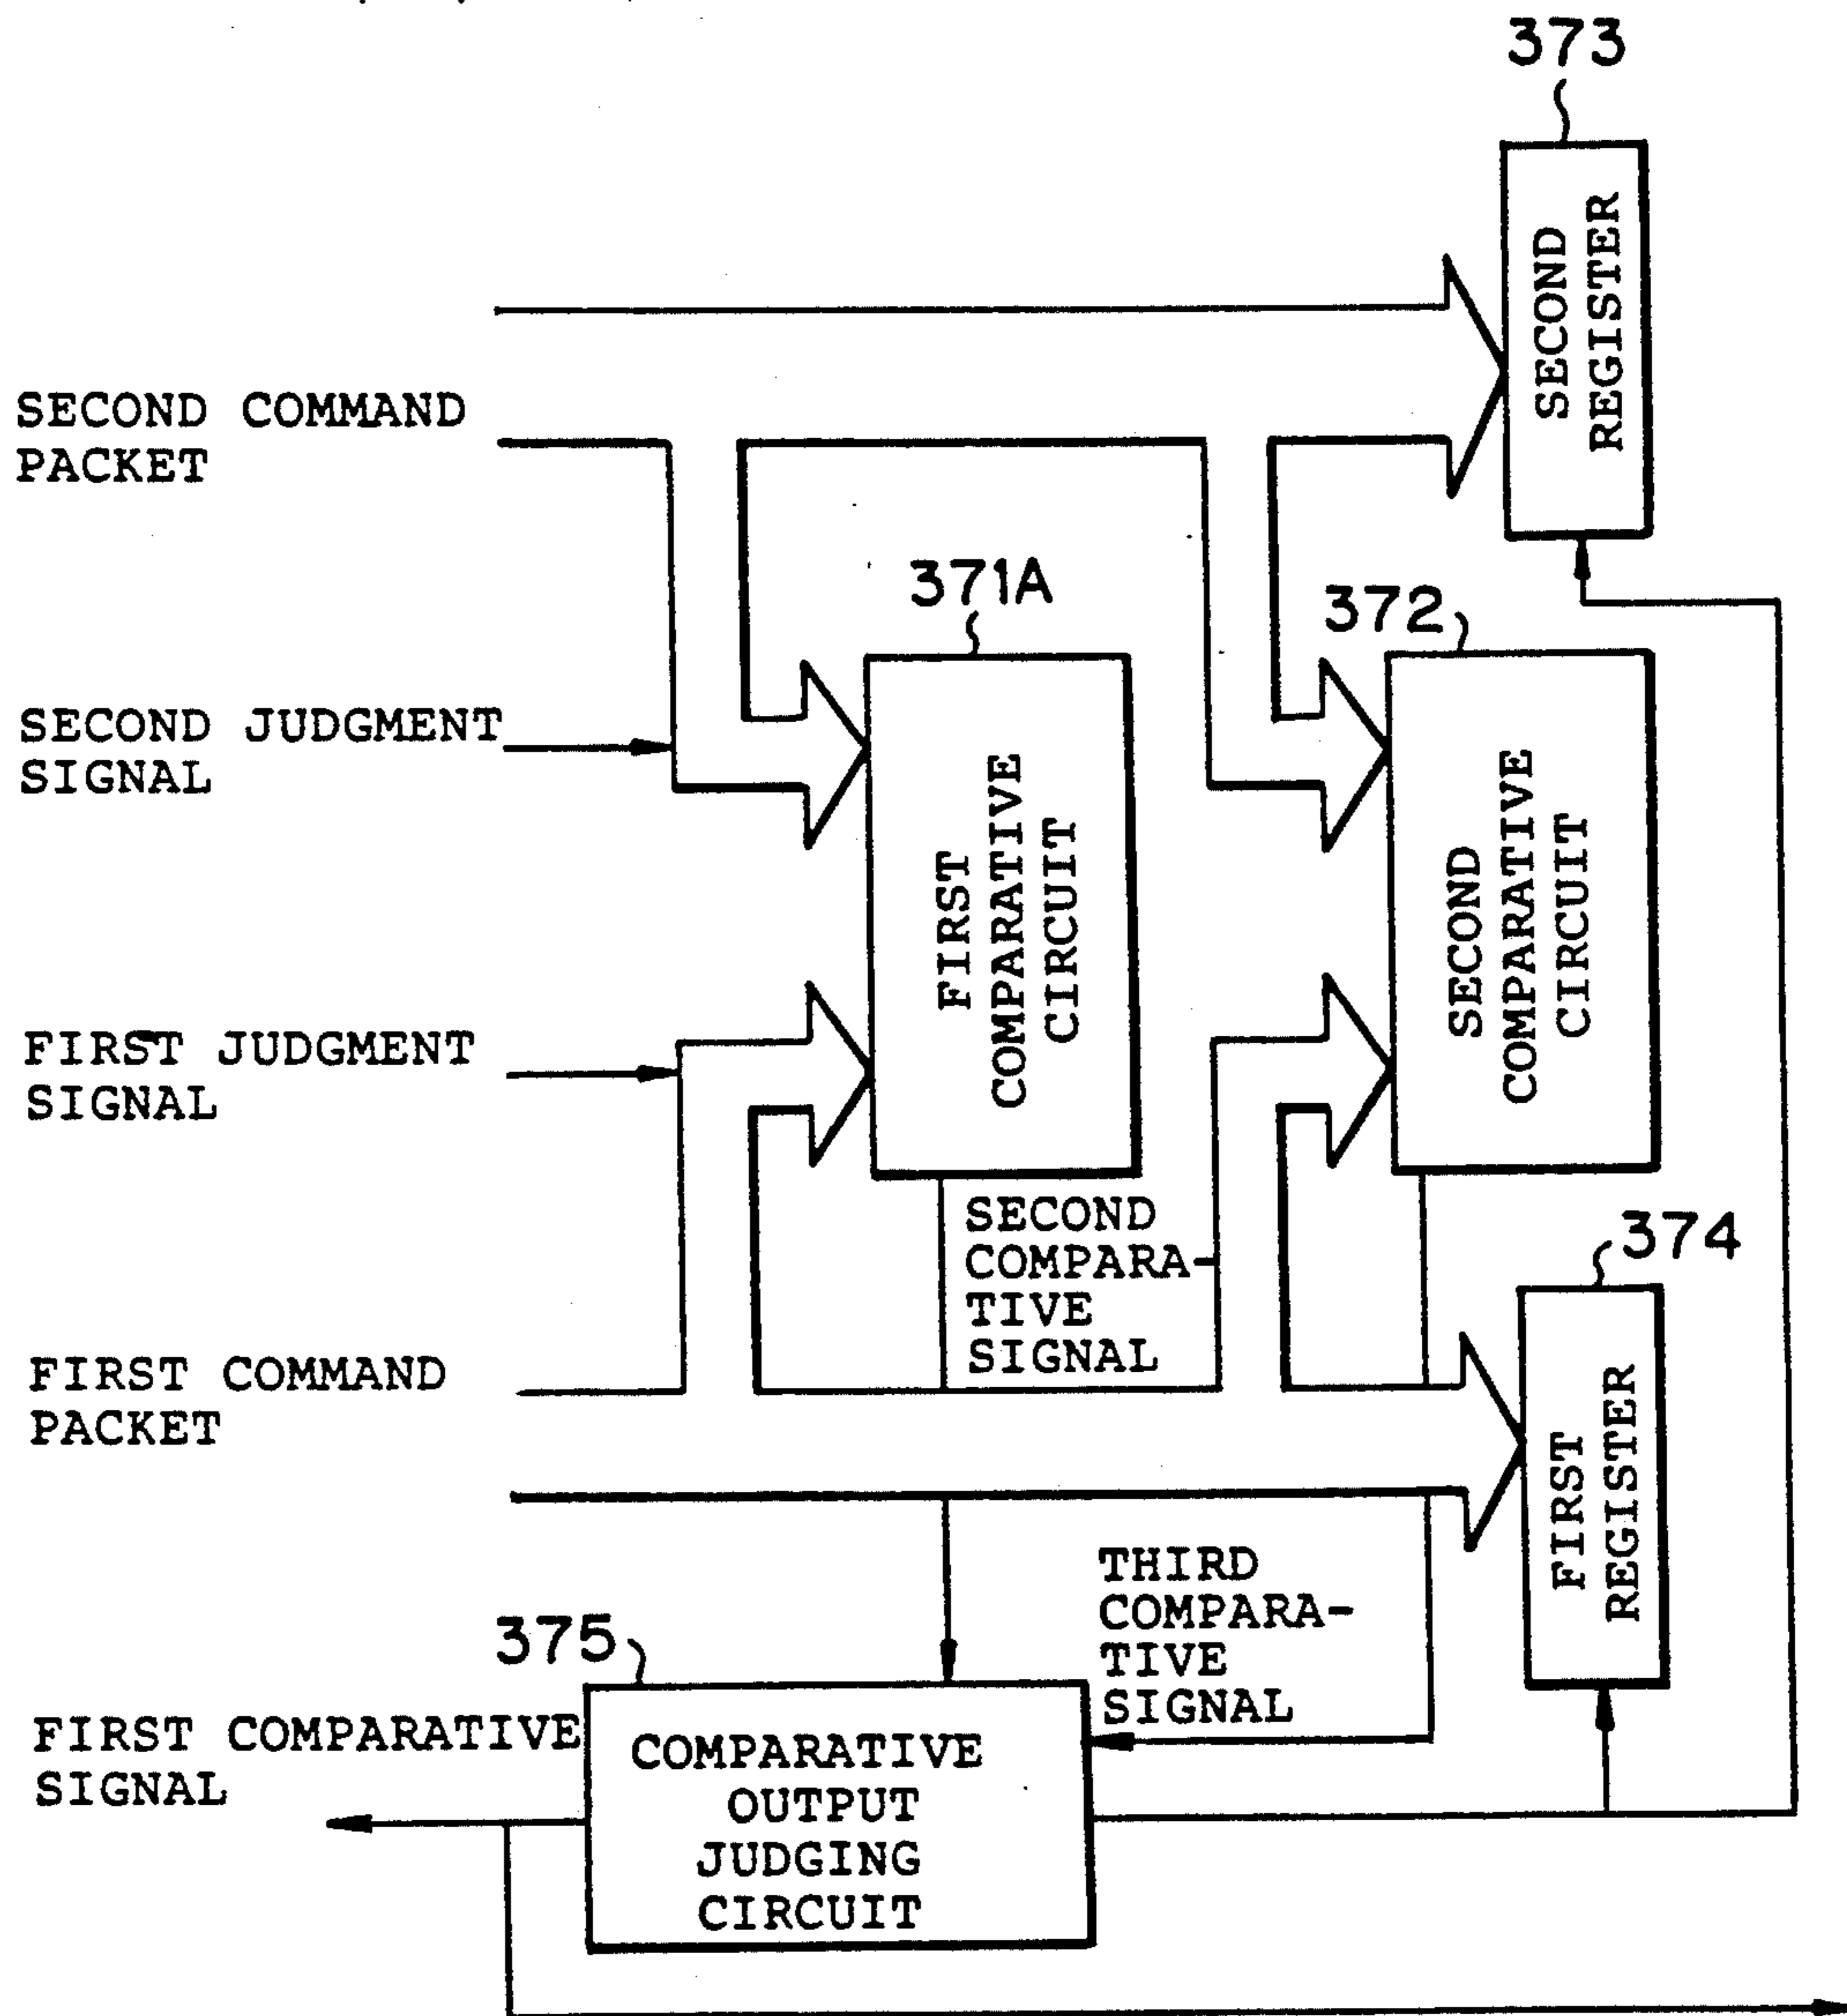 373
SECOND
REGISTER
SECOND COMMAND
PACKET
371A
372
SECOND JUDGMENT
SIGNAL
FIRST
COMPARATIVE
CIRCUIT
SECOND
COMPARATIVE
CIRCUIT
FIRST JUDGMENT
SIGNAL
SECOND
COMPARA-
TIVE
SIGNAL
374
FIRST COMMAND
PACKET
FIRST
REGISTER
THIRD
COMPARA-
TIVE
SIGNAL
375
FIRST COMPARATIVE
SIGNAL
COMPARATIVE
OUTPUT
JUDGING
CIRCUIT